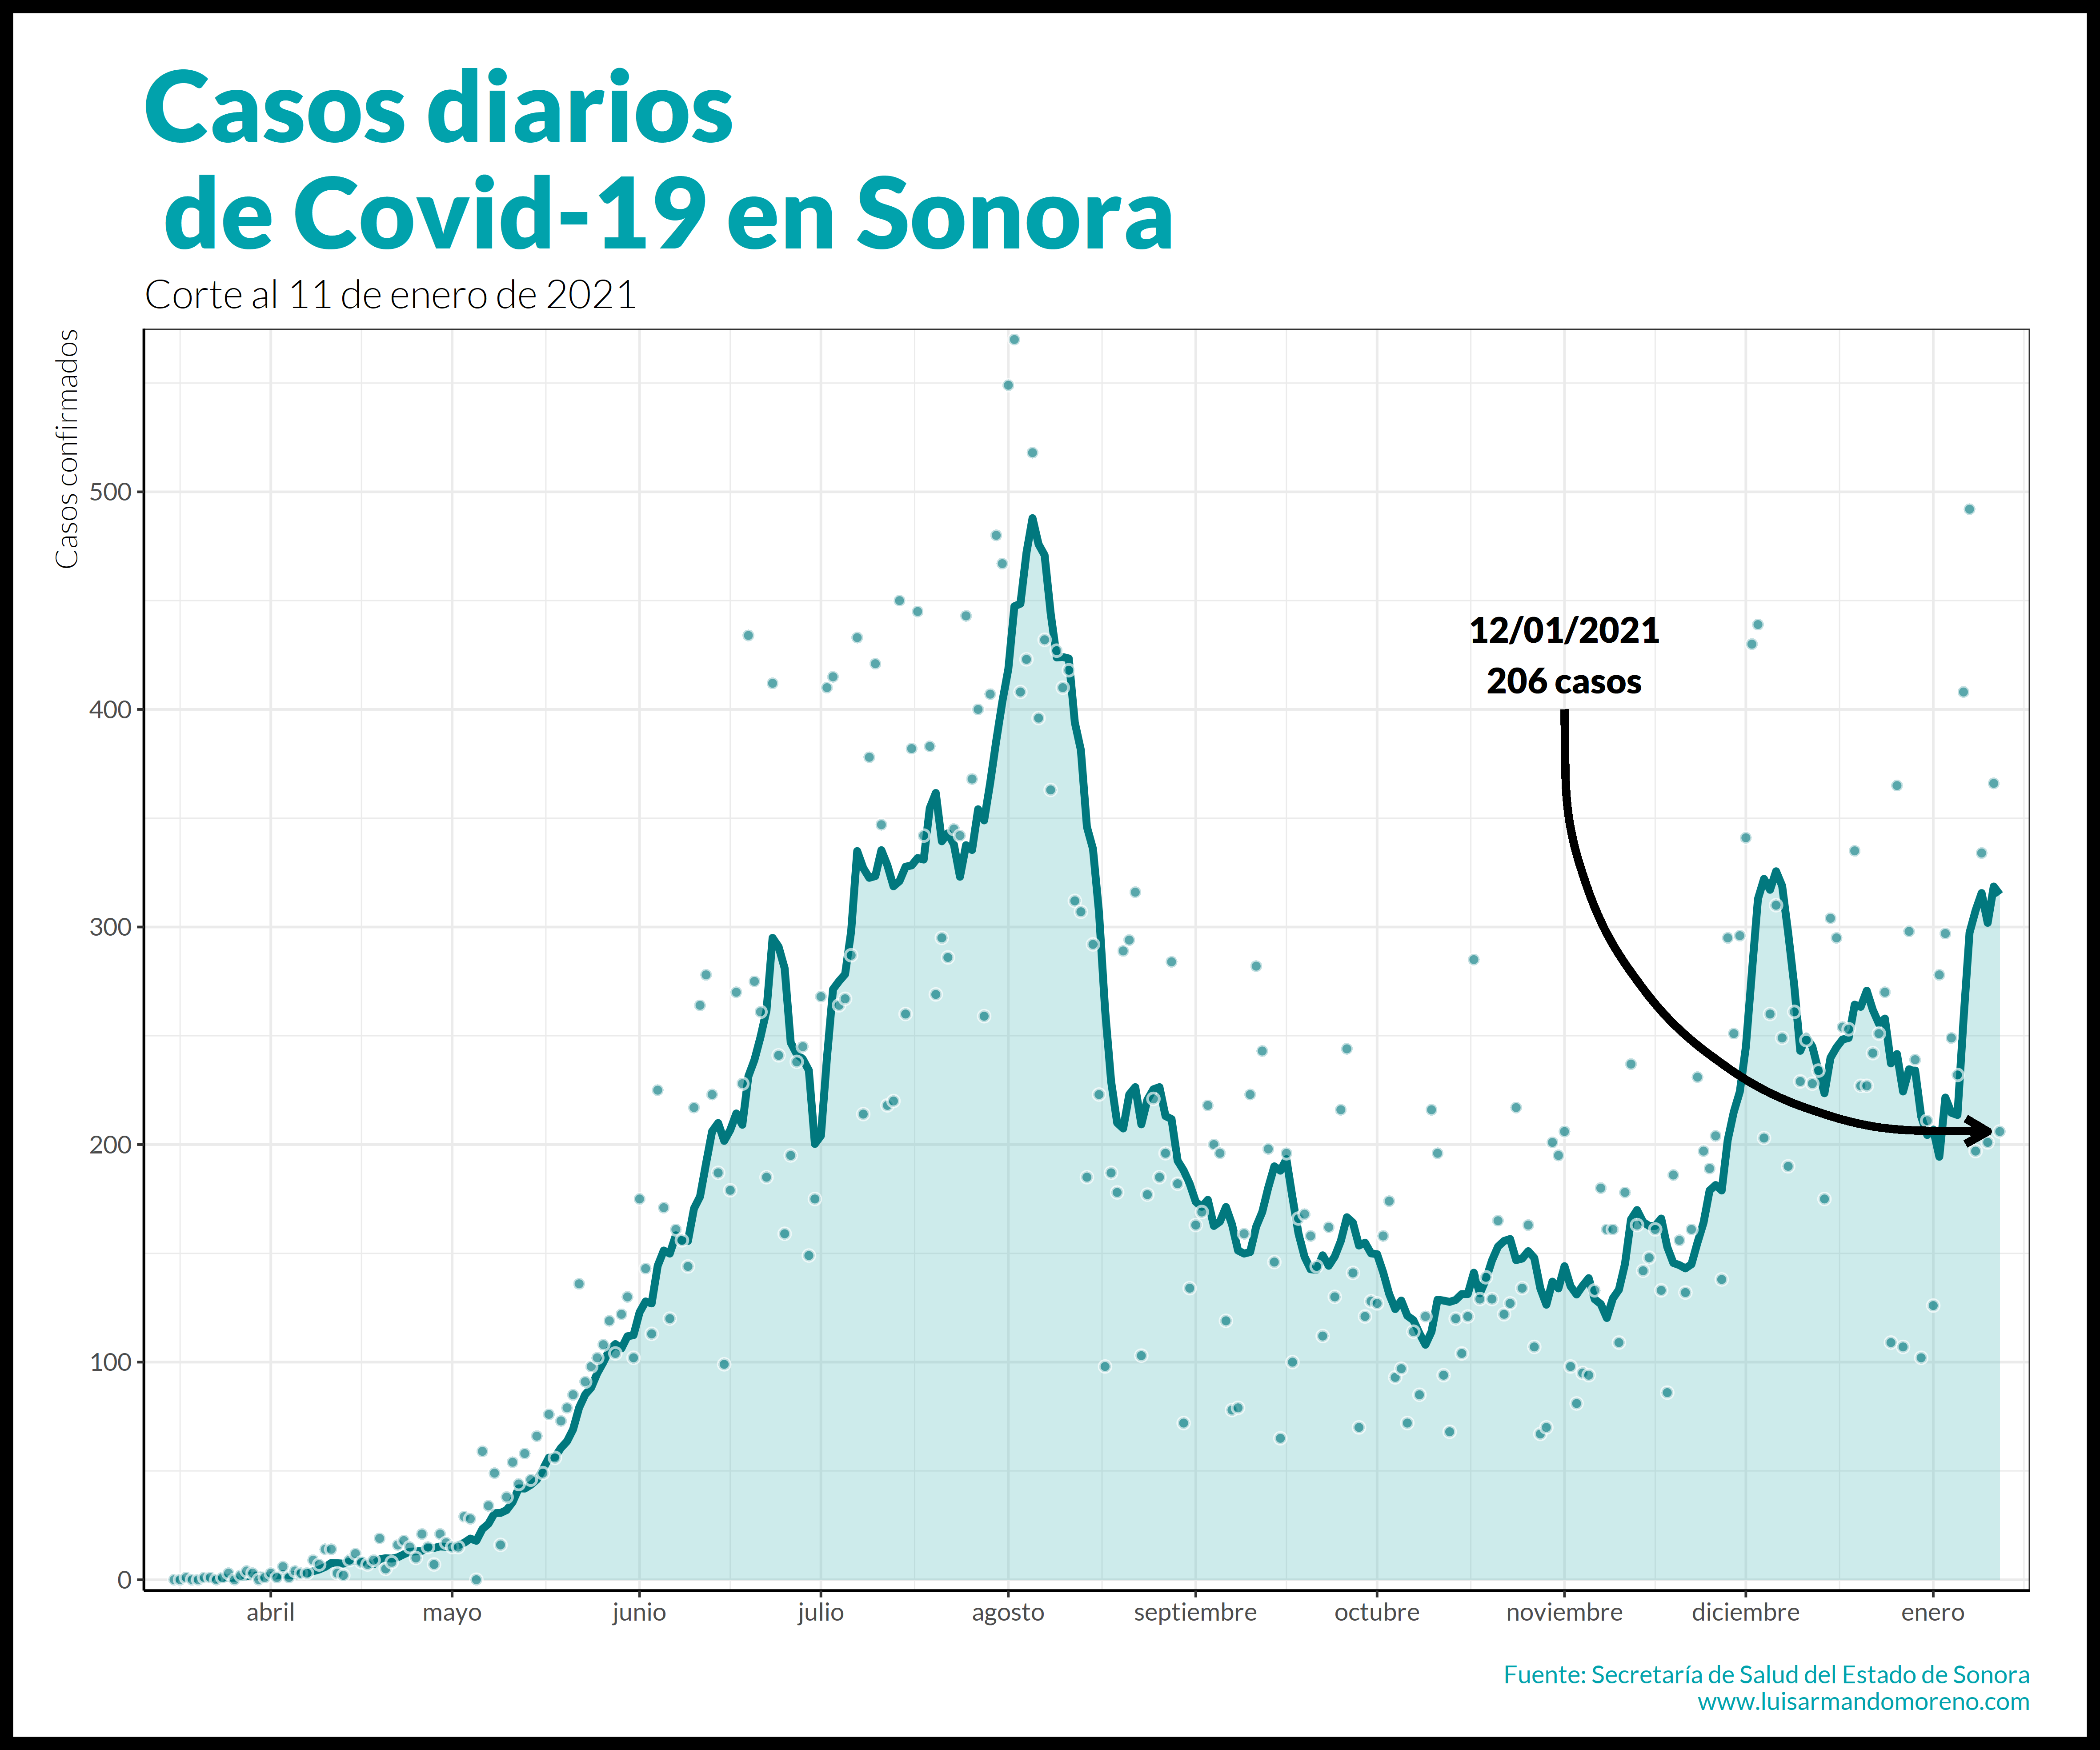 Casos diarios
de Covid-19 en Sonora
Corte al 11 de enero de 2021
Casos confirmados
500
400
300
200
100
0
12/01/2021
206 casos
abril mayo junio julio agosto septiembre octubre noviembre diciembre enero
Fuente: Secretaría de Salud del Estado de Sonora
www.luisarmandomoreno.com